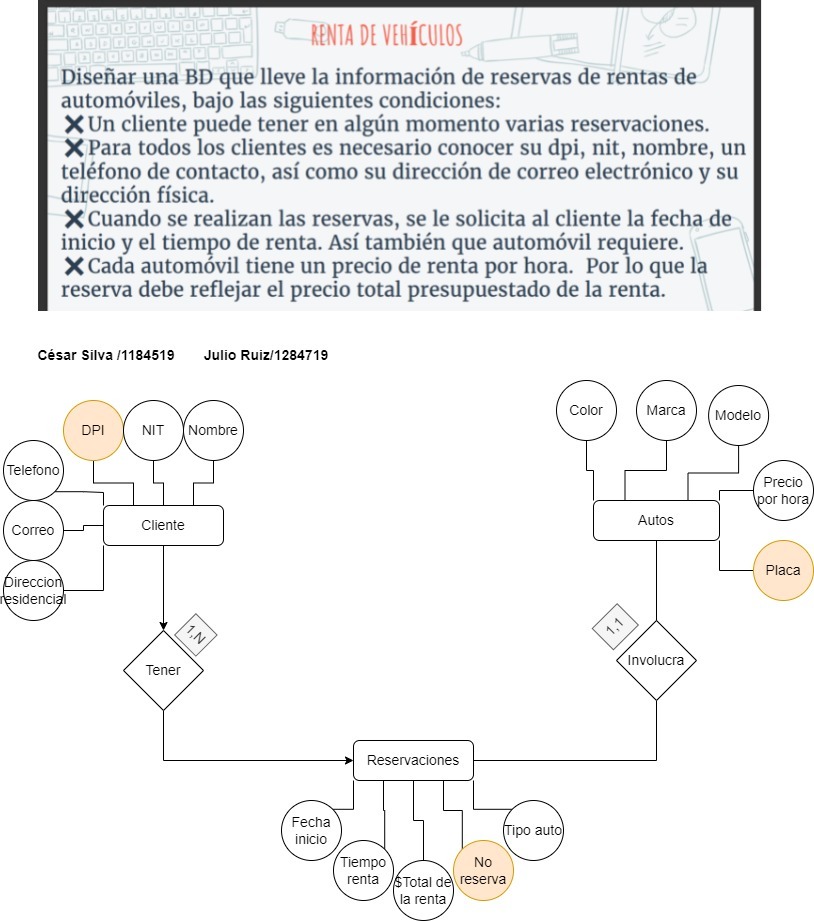 RENTA DE VEHÍCULOS
Diseñar una BD que lleve la información de reservas de rentas de
automóviles, bajo las siguientes condiciones:
❌Un cliente puede tener en algún momento varias reservaciones.
❌Para todos los clientes es necesario conocer su dpi, nit, nombre, un
teléfono de contacto, así como su dirección de correo electrónico y su
dirección física.
❌Cuando se realizan las reservas, se le solicita al cliente la fecha de
inicio y el tiempo de renta. Así también que automóvil requiere.
❌Cada automóvil tiene un precio de renta por hora. Por lo que la
reserva debe reflejar el precio total presupuestado de la renta.
César Silva /1184519 Julio Ruiz/1284719
DPI
NIT
Nombre
Telefono
Correo
Direccion
residencial
Cliente
Color
Marca
Modelo
Precio
por hora
Autos
Placa
1,N
Tener
1,1
Involucra
Reservaciones
Fecha
inicio
Tiempo
renta
$Total de
la renta
No
reserva
Tipo auto